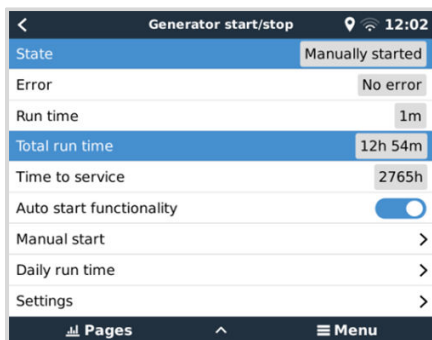 Generator start/stop 12:02
State Manually started
Error No error
Run time 1m
Total run time 12h 54m
Time to service 2765h
Auto start functionality
Manual start
Daily run time
Settings
Pages Menu